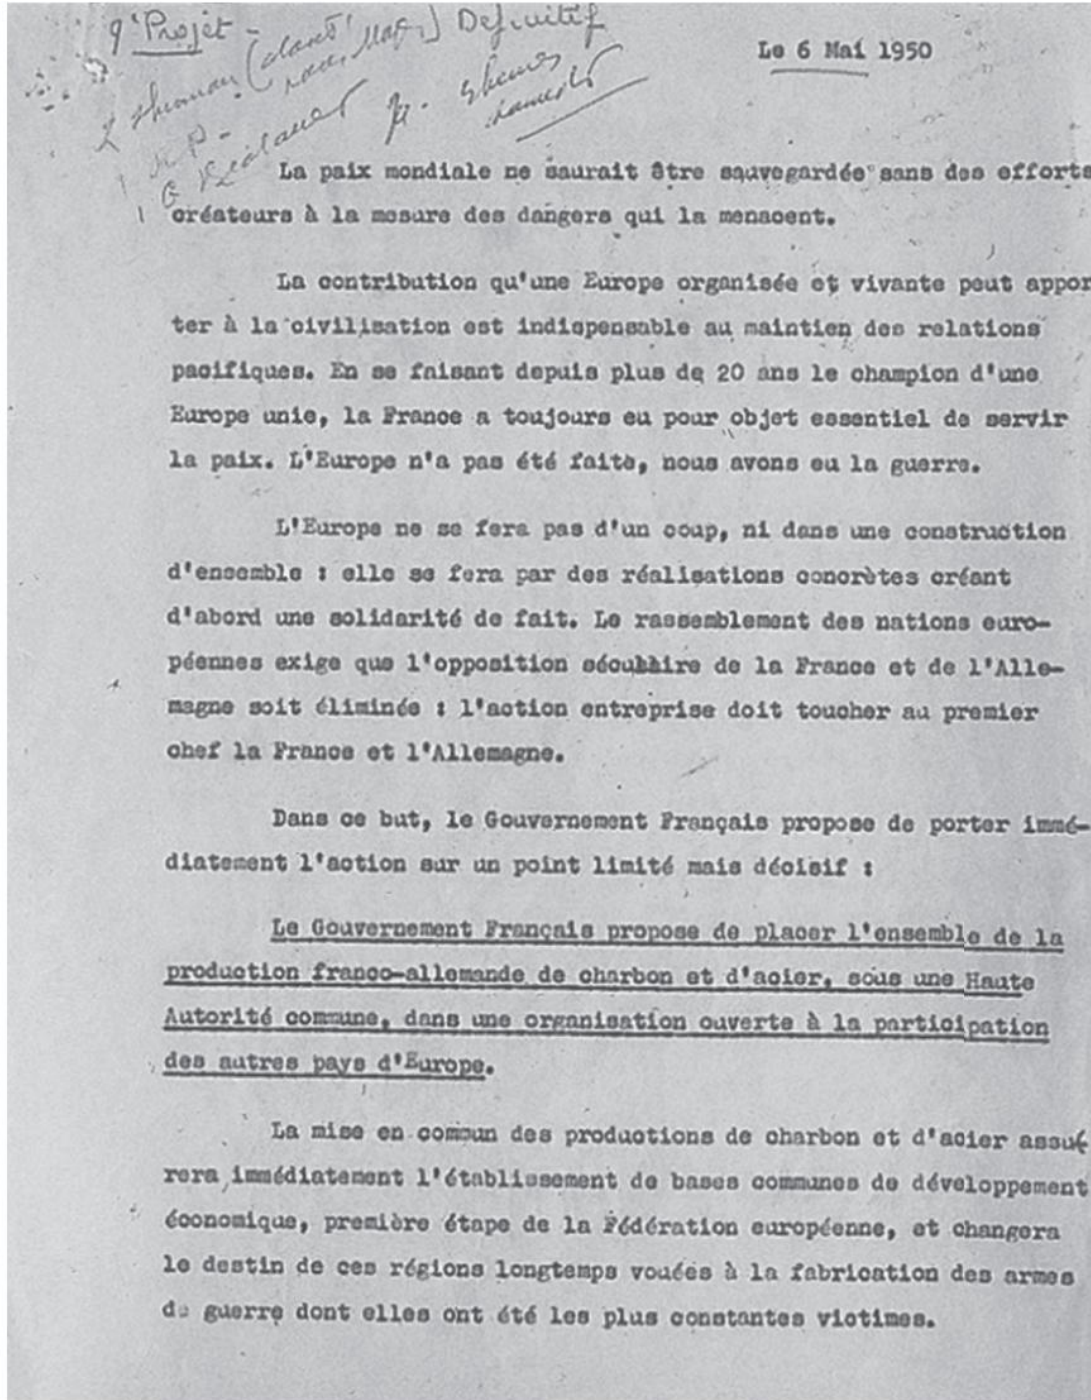 9e Projet - Definitif
Le 6 Mai 1950
La paix mondiale ne saurait être sauvegardée sans des efforts
créateurs à la mesure des dangers qui la menacent.
La contribution qu'une Europe organisée et vivante peut appor
ter à la civilisation est indispensable au maintien des relations
pacifiques. En se faisant depuis plus de 20 ans le champion d'une
Europe unie, la France a toujours eu pour objet essentiel de servir
la paix. L'Europe n'a pas été faite, nous avons eu la guerre.
L'Europe ne se fera pas d'un coup, ni dans une construction
d'ensemble : elle se fera par des réalisations concrètes créant
d'abord une solidarité de fait. Le rassemblement des nations euro-
péennes exige que l'opposition séculaire de la France et de l'Alle-
magne soit éliminée : l'action entreprise doit toucher au premier
chef la France et l'Allemagne.
Dans ce but, le Gouvernement Français propose de porter immé-
diatement l'action sur un point limité mais décisif :
Le Gouvernement Français propose de placer l'ensemble de la
production franco-allemande de charbon et d'acier, sous une Haute
Autorité commune, dans une organisation ouverte à la participation
des autres pays d'Europe.
La mise en commun des productions de charbon et d'acier assu
rera immédiatement l'établissement de bases communes de développement
économique, première étape de la Fédération européenne, et changera
le destin de ces régions longtemps vouées à la fabrication des armes
de guerre dont elles ont été les plus constantes victimes.